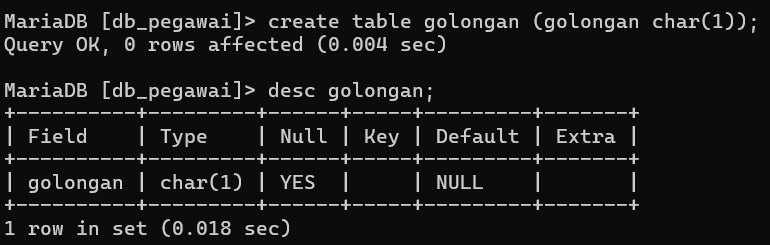 MariaDB [db_pegawai]> create table golongan (golongan char(1));
Query OK, 0 rows affected (0.004 sec)

MariaDB [db_pegawai]> desc golongan;
+----------+---------+------+-----+---------+-------+
| Field    | Type    | Null | Key | Default | Extra |
+----------+---------+------+-----+---------+-------+
| golongan | char(1) | YES  |     | NULL    |       |
+----------+---------+------+-----+---------+-------+
1 row in set (0.018 sec)